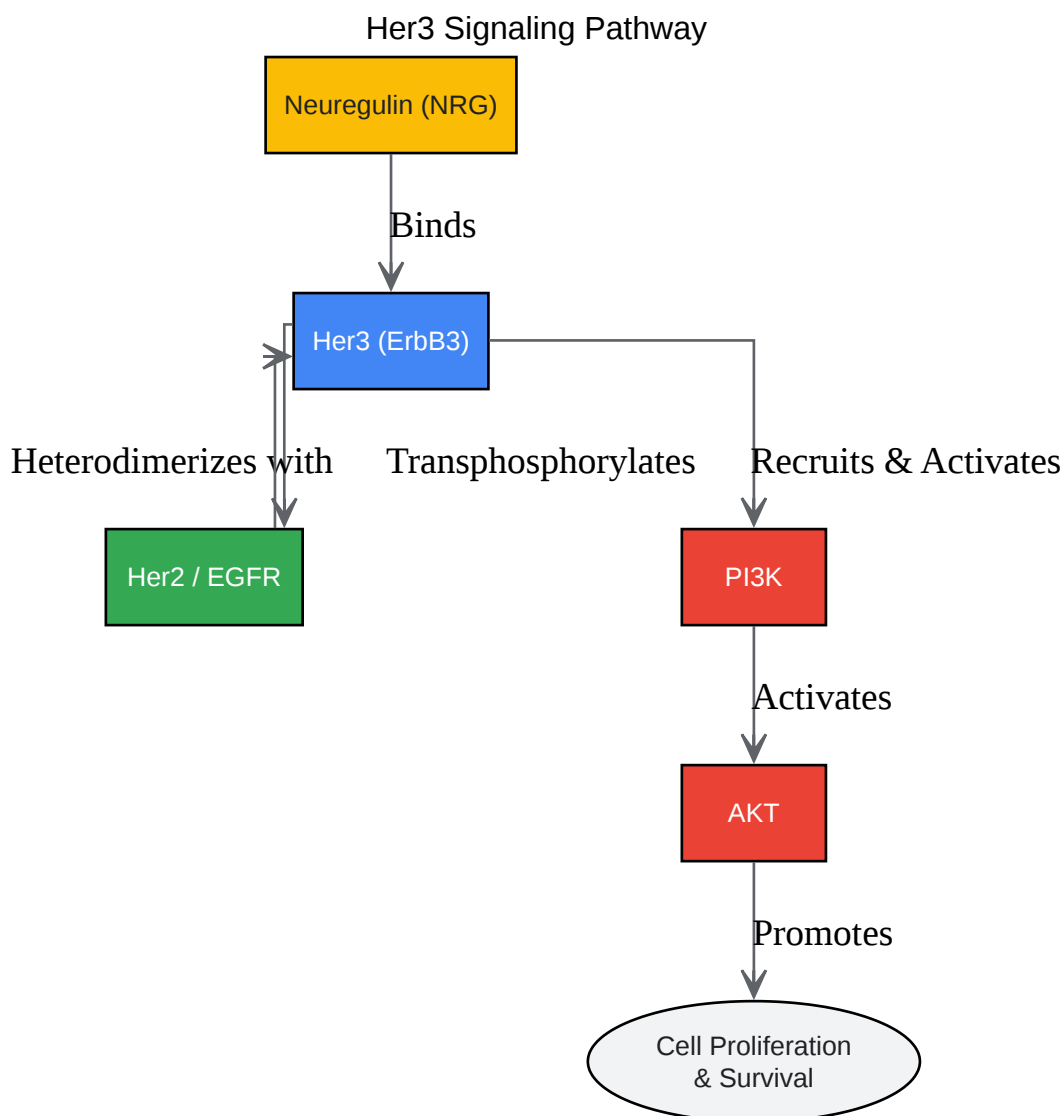 Her3 Signaling Pathway
Neuregulin (NRG)
Binds
Her3 (ErbB3)
Heterodimerizes with
Transphosphorylates
Recruits & Activates
Her2 / EGFR
PI3K
Activates
AKT
Promotes
Cell Proliferation
& Survival